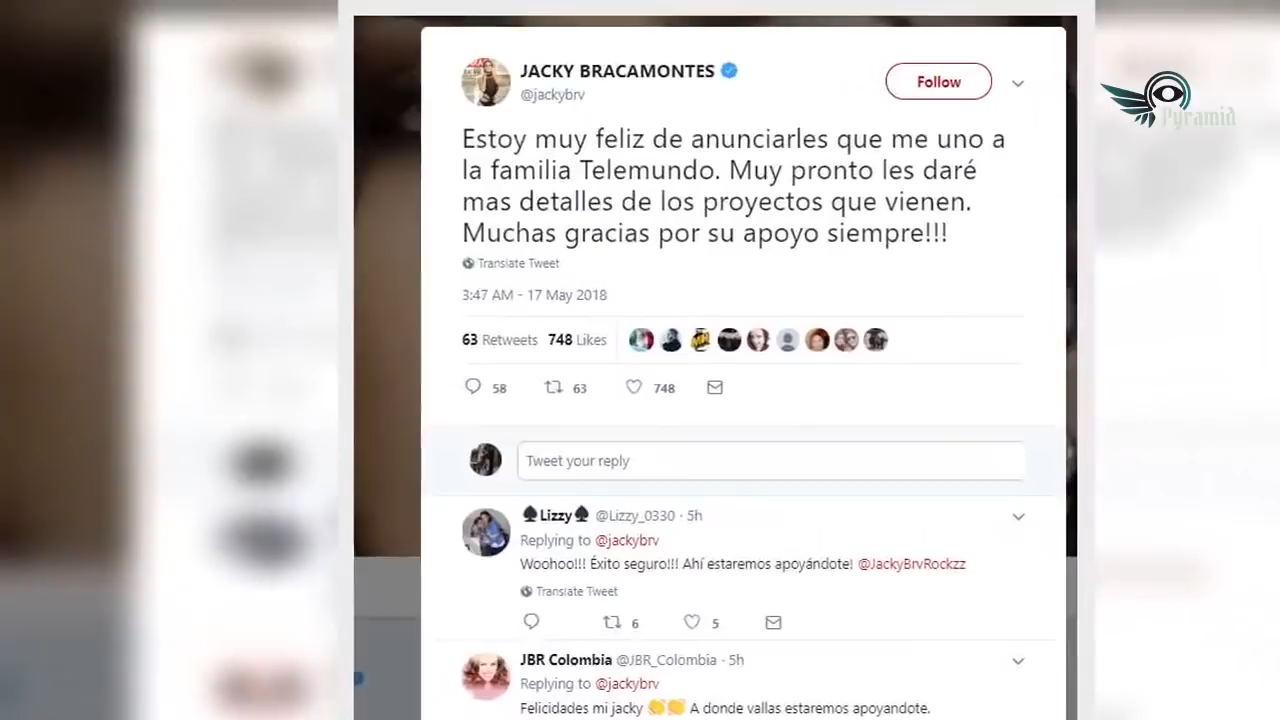 JACKY BRACAMONTES
@jackybrv
Follow
Pyramid
Estoy muy feliz de anunciarles que me uno a
la familia Telemundo. Muy pronto les daré
mas detalles de los proyectos que vienen.
Muchas gracias por su apoyo siempre!!!
Translate Tweet
3:47 AM - 17 May 2018
63 Retweets 748 Likes
58 63 748
Tweet your reply
♠Lizzy♠ @Lizzy_0330 · 5h
Replying to @jackybrv
Woohoo!!! Éxito seguro!!! Ahí estaremos apoyándote! @JackyBrvRockzz
Translate Tweet
6 5
JBR Colombia @JBR_Colombia · 5h
Replying to @jackybrv
Felicidades mi jacky 👏👏 A donde vallas estaremos apoyandote.